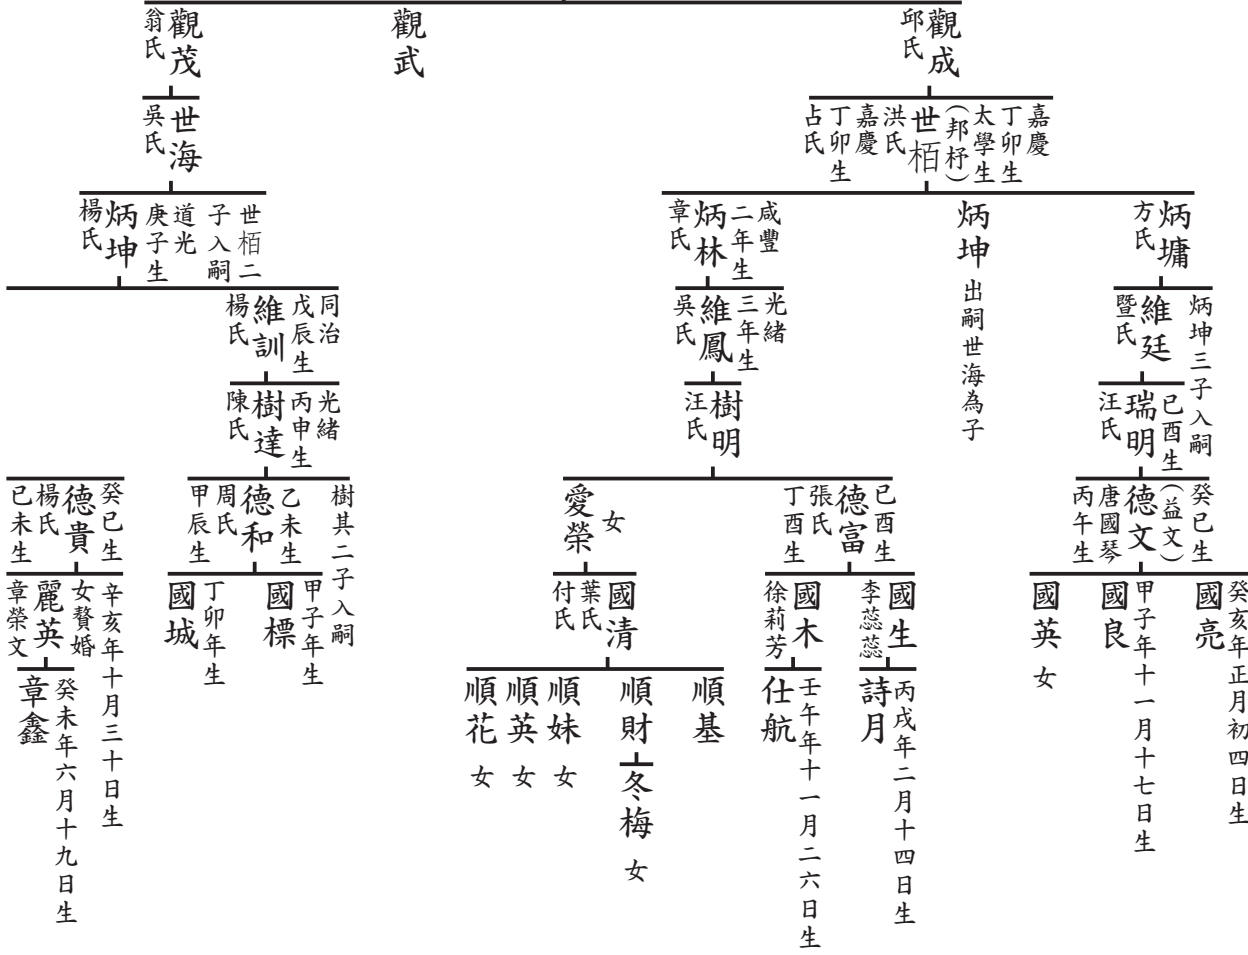 觀成
邱氏
觀武
觀茂
翁氏
嘉慶
丁卯生
太學生
(邦杼)
世栢
洪氏
嘉慶
丁卯生
占氏
世海
吳氏
炳墉
方氏
炳坤
出嗣世海為子
咸豐
二年生
炳林
章氏
世栢二
子入嗣
道光
庚子生
炳坤
楊氏
炳坤三子入嗣
維廷
暨氏
光緒
三年生
維鳳
吳氏
同治
戊辰生
維訓
楊氏
己酉生
瑞明
汪氏
樹明
汪氏
光緒
丙申生
樹達
陳氏
癸巳生
(益文)
德文
唐國琴
丙午生
己酉生
德富
張氏
丁酉生
女
愛榮
樹其二子入嗣
乙未生
德和
周氏
甲辰生
癸巳生
德貴
楊氏
已未生
癸亥年正月初四日生
國亮
甲子年十一月十七日生
國良
國英
女
國生
李蕊蕊
國木
徐莉芳
國清
葉氏
付氏
甲子年生
國標
丁卯年生
國城
辛亥年十月三十日生
女贅婚
麗英
章榮文
丙戌年二月十四日生
詩月
壬午年十一月二六日生
仕航
順基
順財
順妹
女
順英
女
順花
女
癸未年六月十九日生
章鑫
冬梅
女